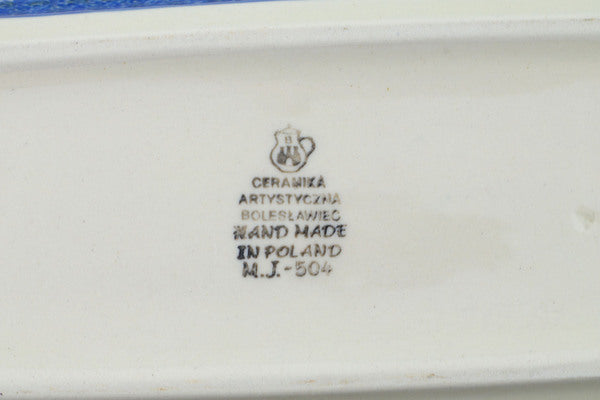 B
CERAMIKA
ARTYSTYCZNA
BOLESŁAWIEC
HAND MADE
IN POLAND
M.J.-504